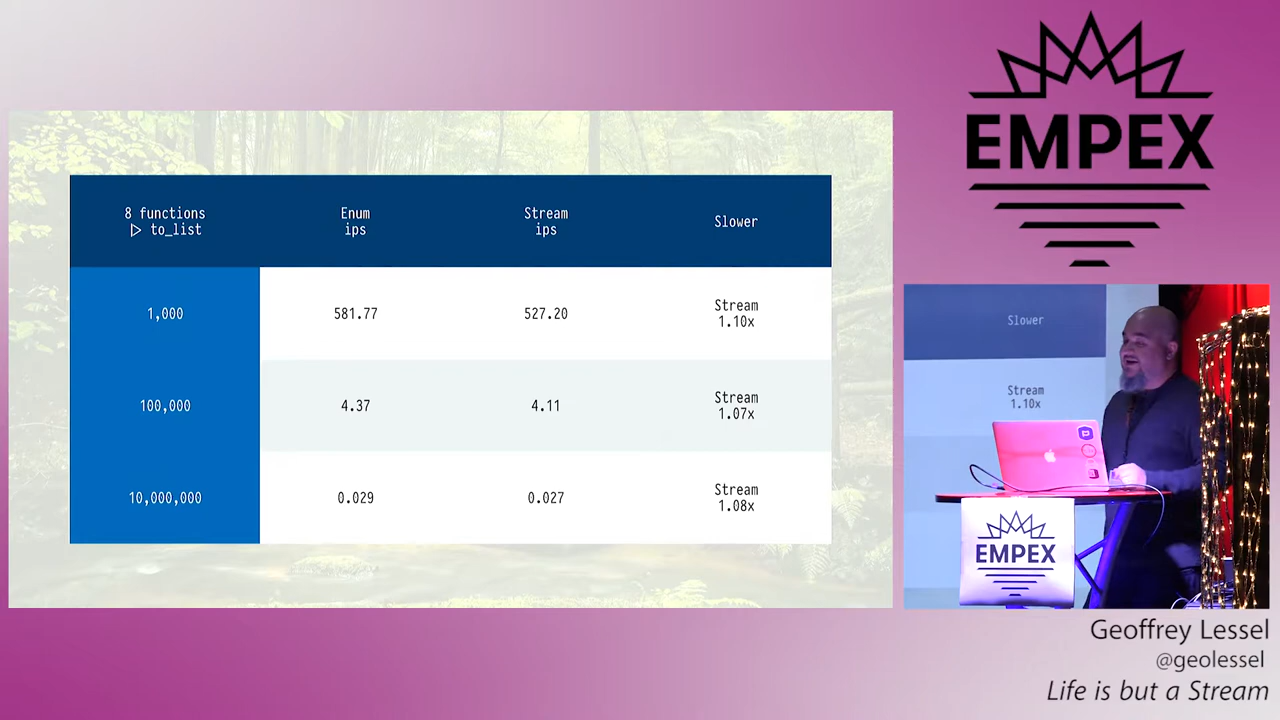 EMPEX
8 functions
▷ to_list
Enum
ips
Stream
ips
Slower
1,000
581.77
527.20
Stream
1.10x
100,000
4.37
4.11
Stream
1.07x
10,000,000
0.029
0.027
Stream
1.08x
Slower
Stream
1.10x
EMPEX
Geoffrey Lessel
@geolessel
Life is but a Stream